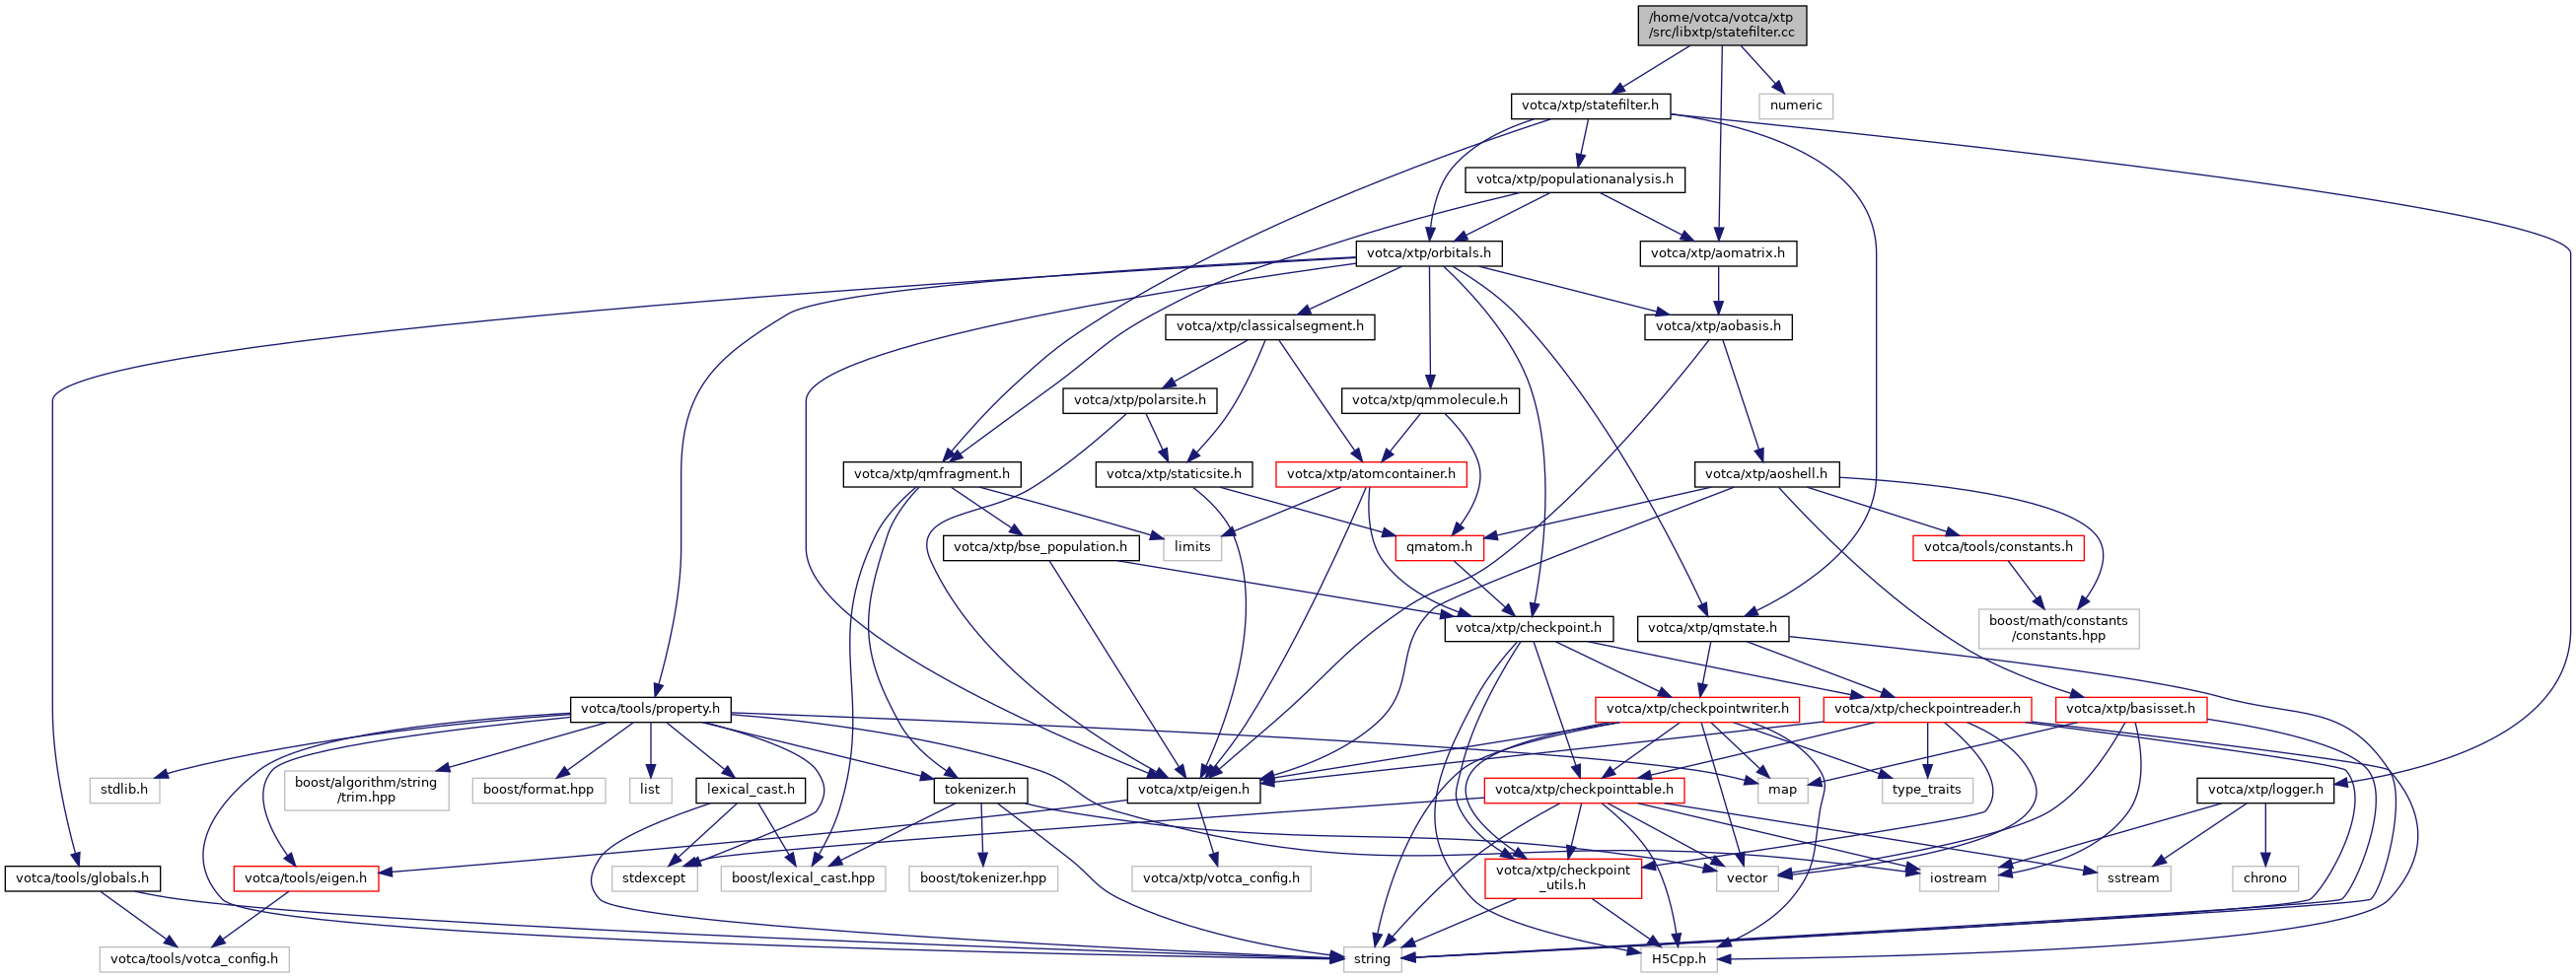 /home/votca/votca/xtp
/src/libxtp/statefilter.cc
votca/xtp/statefilter.h
numeric
votca/xtp/populationanalysis.h
votca/xtp/orbitals.h
votca/xtp/aomatrix.h
votca/xtp/classicalsegment.h
votca/xtp/aobasis.h
votca/xtp/polarsite.h
votca/xtp/qmmolecule.h
votca/xtp/qmfragment.h
votca/xtp/staticsite.h
votca/xtp/atomcontainer.h
votca/xtp/aoshell.h
votca/xtp/bse_population.h
limits
qmatom.h
votca/tools/constants.h
votca/xtp/checkpoint.h
votca/xtp/qmstate.h
boost/math/constants
/constants.hpp
votca/tools/property.h
votca/xtp/checkpointwriter.h
votca/xtp/checkpointreader.h
votca/xtp/basisset.h
stdlib.h
boost/algorithm/string
/trim.hpp
boost/format.hpp
list
lexical_cast.h
tokenizer.h
votca/xtp/eigen.h
votca/xtp/checkpointtable.h
map
type_traits
votca/xtp/logger.h
votca/tools/globals.h
votca/tools/eigen.h
stdexcept
boost/lexical_cast.hpp
boost/tokenizer.hpp
votca/xtp/votca_config.h
votca/xtp/checkpoint
_utils.h
vector
iostream
sstream
chrono
votca/tools/votca_config.h
string
H5Cpp.h